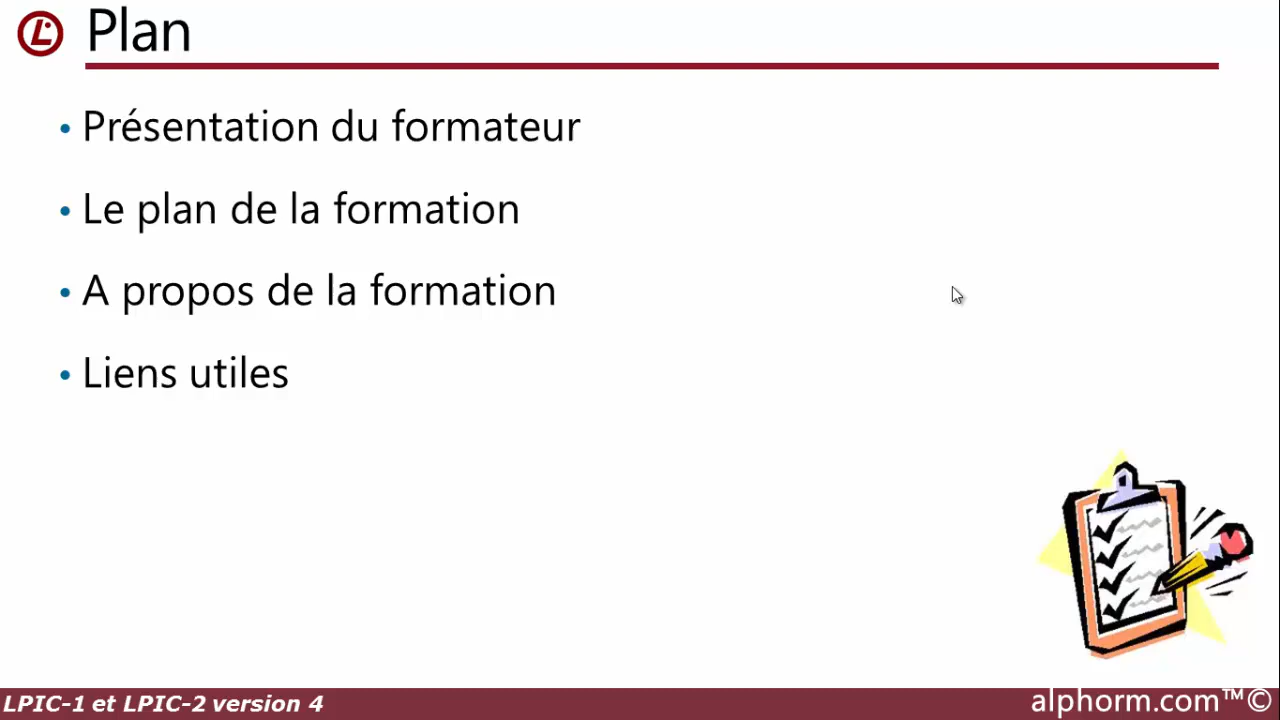 Plan
• Présentation du formateur
• Le plan de la formation
• A propos de la formation
• Liens utiles
LPIC-1 et LPIC-2 version 4
alphorm.com™©